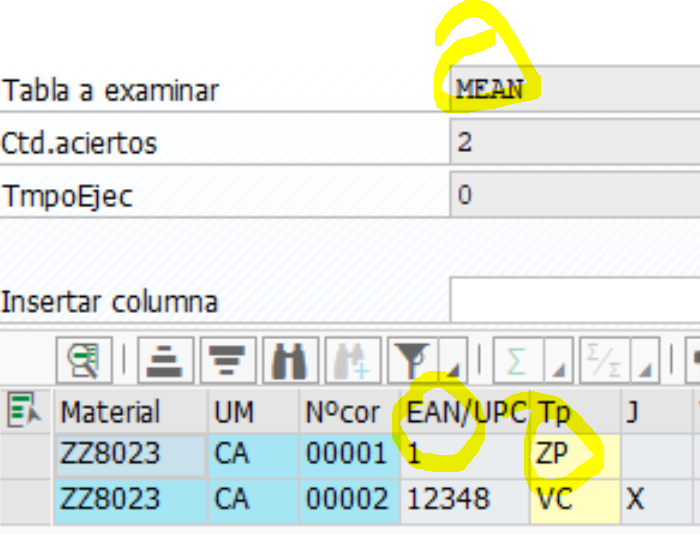 Tabla a examinar MEAN
Ctd.aciertos 2
TmpoEjec 0
Insertar columna
Material UM Nºcor EAN/UPC Tp J
ZZ8023 CA 00001 1 ZP
ZZ8023 CA 00002 12348 VC X